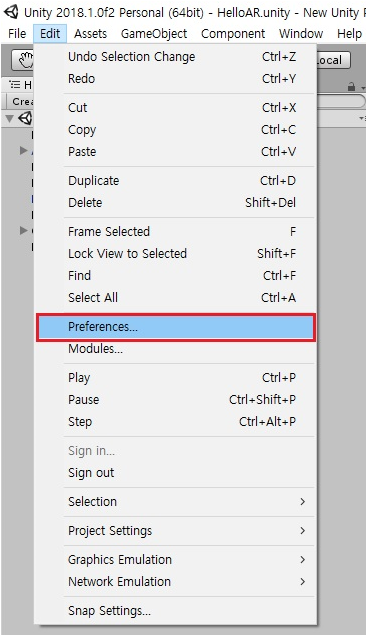 Unity 2018.1.0f2 Personal (64bit) - HelloAR.unity - New Unity P
File Edit Assets GameObject Component Window Help
Local
Undo Selection Change Ctrl+Z
Redo Ctrl+Y
Cut Ctrl+X
Copy Ctrl+C
Paste Ctrl+V
Duplicate Ctrl+D
Delete Shift+Del
Frame Selected F
Lock View to Selected Shift+F
Find Ctrl+F
Select All Ctrl+A
Preferences...
Modules...
Play Ctrl+P
Pause Ctrl+Shift+P
Step Ctrl+Alt+P
Sign in...
Sign out
Selection
Project Settings
Graphics Emulation
Network Emulation
Snap Settings...